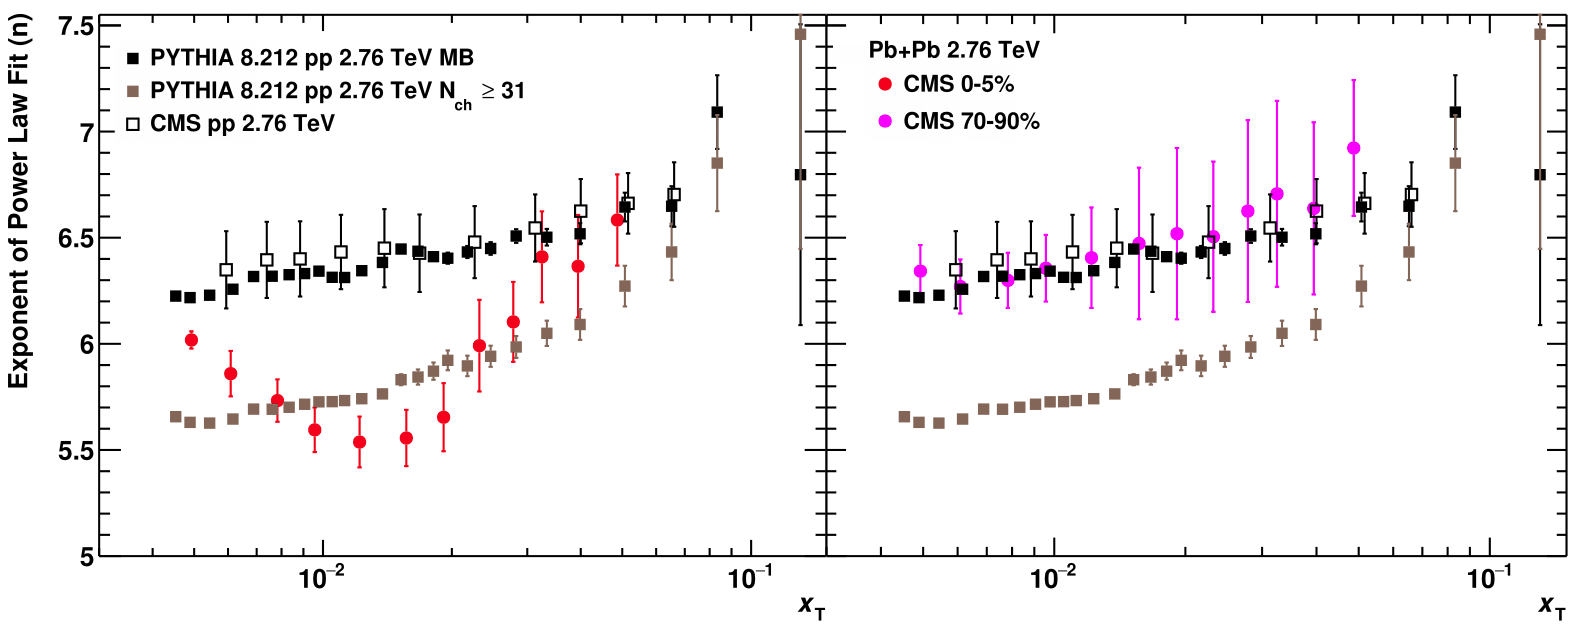 Exponent of Power Law Fit (n)
7.5
7
6.5
6
5.5
5
PYTHIA 8.212 pp 2.76 TeV MB
PYTHIA 8.212 pp 2.76 TeV Nch ≥ 31
CMS pp 2.76 TeV
10−2
10−1
xT
Pb+Pb 2.76 TeV
CMS 0-5%
CMS 70-90%
10−2
10−1
xT